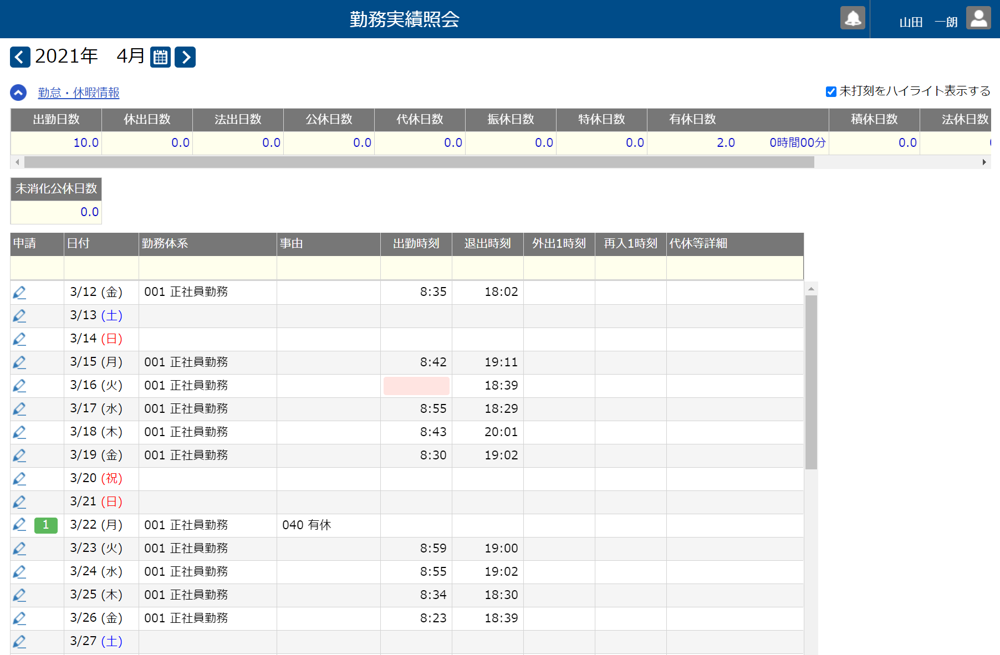 勤務実績照会
山田　一朗
2021年　4月
勤怠・休暇情報
未打刻をハイライト表示する
出勤日数 休出日数 法出日数 公休日数 代休日数 振休日数 特休日数 有休日数 積休日数 法休日数
10.0 0.0 0.0 0.0 0.0 0.0 0.0 2.0 0時間00分 0.0
未消化公休日数
0.0
申請 日付 勤務体系 事由 出勤時刻 退出時刻 外出1時刻 再入1時刻 代休等詳細
3/12 (金) 001 正社員勤務 8:35 18:02
3/13 (土)
3/14 (日)
3/15 (月) 001 正社員勤務 8:42 19:11
3/16 (火) 001 正社員勤務 18:39
3/17 (水) 001 正社員勤務 8:55 18:29
3/18 (木) 001 正社員勤務 8:43 20:01
3/19 (金) 001 正社員勤務 8:30 19:02
3/20 (祝)
3/21 (日)
1 3/22 (月) 001 正社員勤務 040 有休
3/23 (火) 001 正社員勤務 8:59 19:00
3/24 (水) 001 正社員勤務 8:55 19:02
3/25 (木) 001 正社員勤務 8:34 18:30
3/26 (金) 001 正社員勤務 8:23 18:39
3/27 (土)